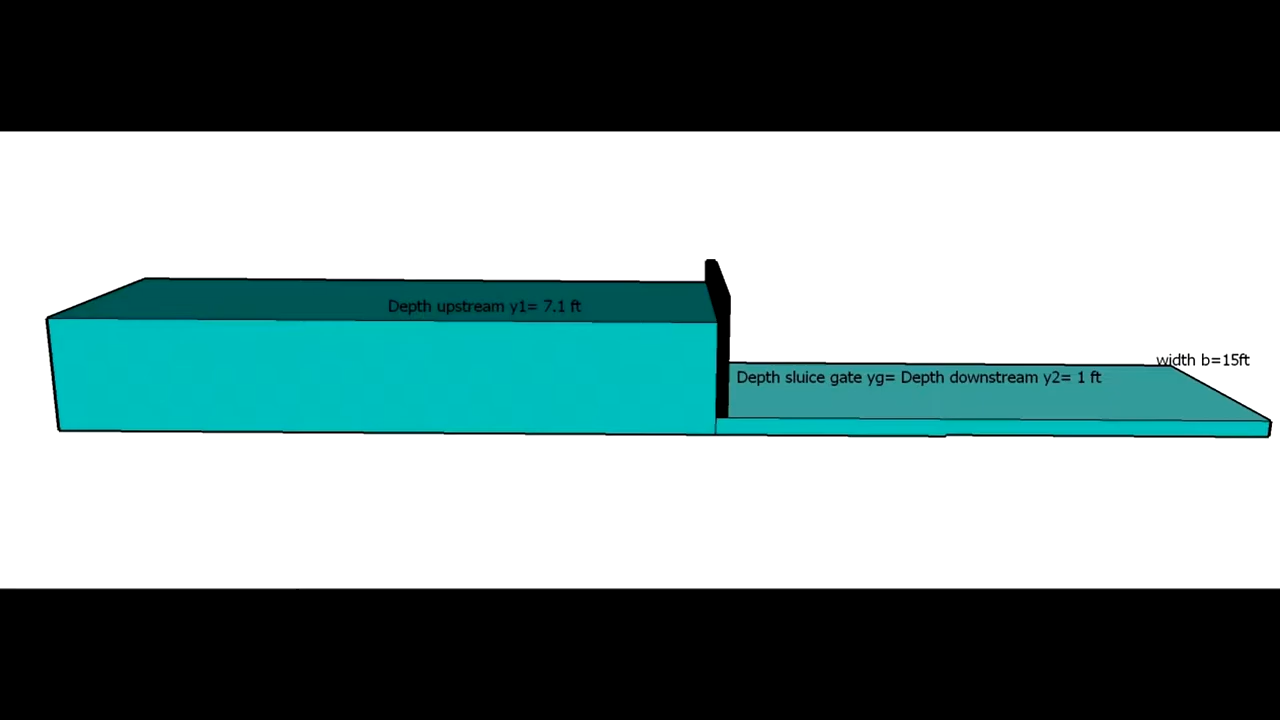 Depth upstream y1= 7.1 ft
width b=15ft
Depth sluice gate yg= Depth downstream y2= 1 ft